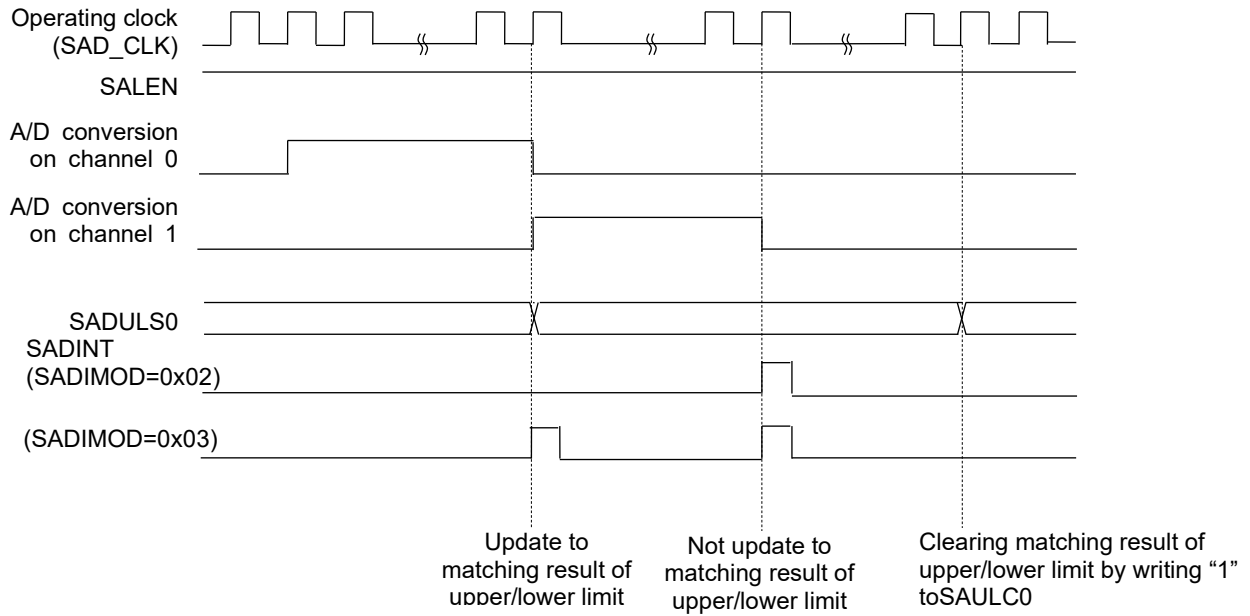 Operating clock
(SAD_CLK)
SALEN
A/D conversion
on channel 0
A/D conversion
on channel 1
SADULS0
SADINT
(SADIMOD=0x02)
(SADIMOD=0x03)
Update to
matching result of
upper/lower limit
Not update to
matching result of
upper/lower limit
Clearing matching result of
upper/lower limit by writing “1”
toSAULC0